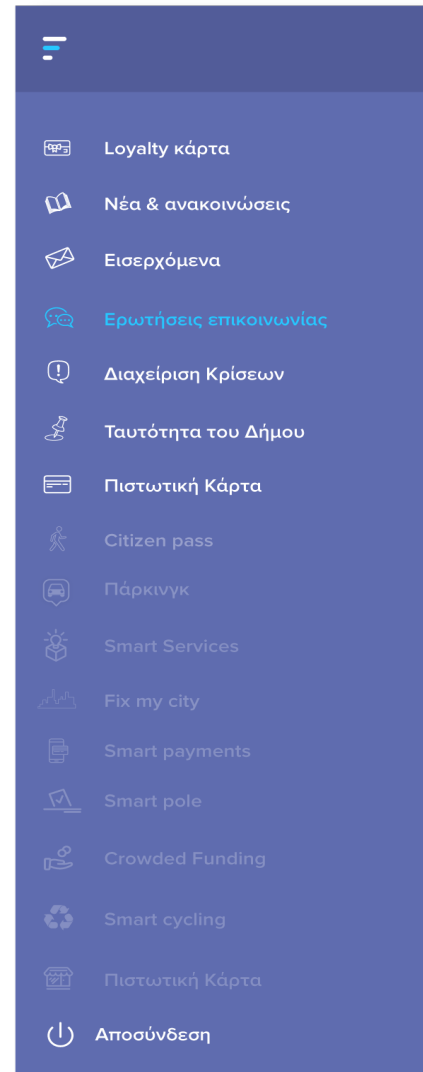 Loyalty κάρτα
Νέα & ανακοινώσεις
Εισερχόμενα
Ερωτήσεις επικοινωνίας
Διαχείριση Κρίσεων
Ταυτότητα του Δήμου
Πιστωτική Κάρτα
Citizen pass
Πάρκινγκ
Smart Services
Fix my city
Smart payments
Smart pole
Crowded Funding
Smart cycling
Πιστωτική Κάρτα
Αποσύνδεση